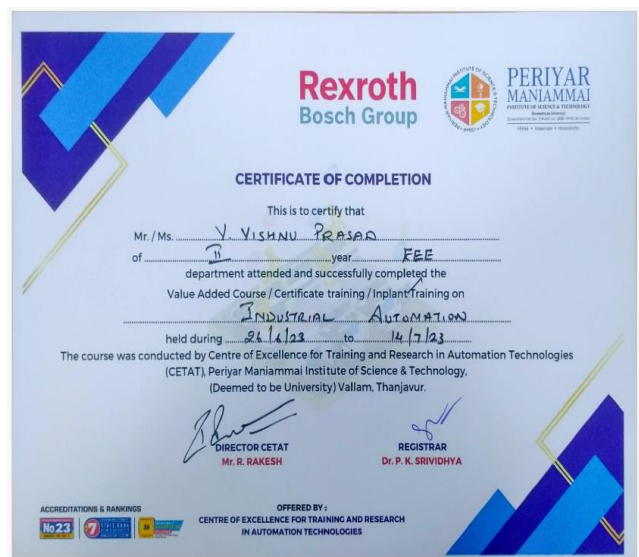 Rexroth
Bosch Group
PERIYAR
MANIAMMAI
INSTITUTE OF SCIENCE & TECHNOLOGY
CERTIFICATE OF COMPLETION
This is to certify that
Mr. / Ms. V. VISHNU PRASAD
of II year EEE
department attended and successfully completed the
Value Added Course / Certificate training / Inplant Training on
INDUSTRIAL AUTOMATION
held during 26/6/23 to 14/7/23
The course was conducted by Centre of Excellence for Training and Research in Automation Technologies
(CETAT), Periyar Maniammai Institute of Science & Technology,
(Deemed to be University) Vallam, Thanjavur.
DIRECTOR CETAT
Mr. R. RAKESH
REGISTRAR
Dr. P. K. SRIVIDHYA
ACCREDITATIONS & RANKINGS
No.23
OFFERED BY :
CENTRE OF EXCELLENCE FOR TRAINING AND RESEARCH
IN AUTOMATION TECHNOLOGIES